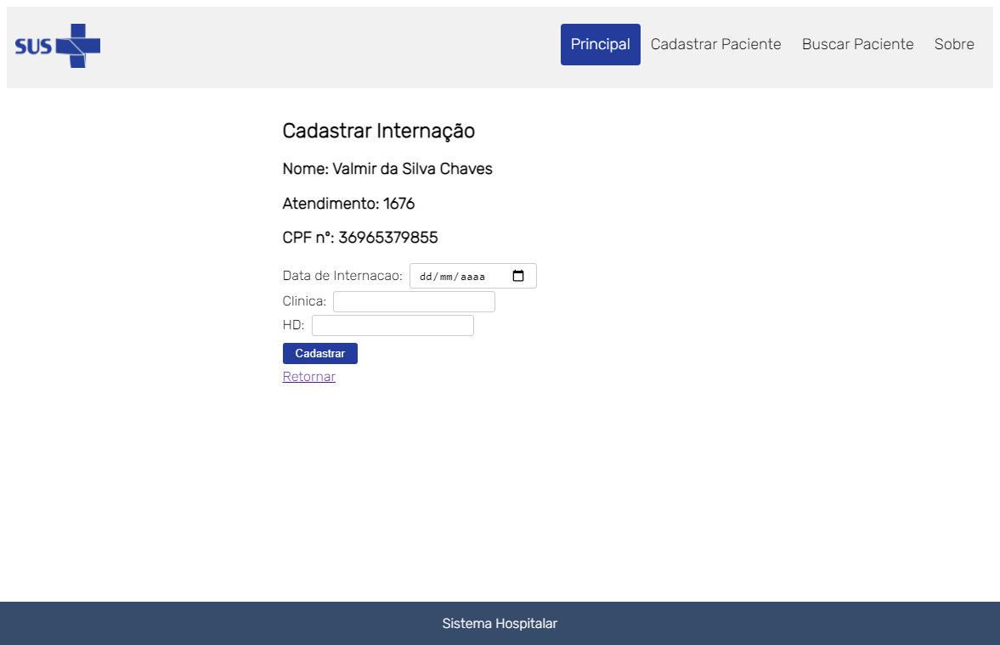 SUS
Principal Cadastrar Paciente Buscar Paciente Sobre
Cadastrar Internação
Nome: Valmir da Silva Chaves
Atendimento: 1676
CPF nº: 36965379855
Data de Internacao: dd/mm/aaaa
Clinica:
HD:
Cadastrar
Retornar
Sistema Hospitalar